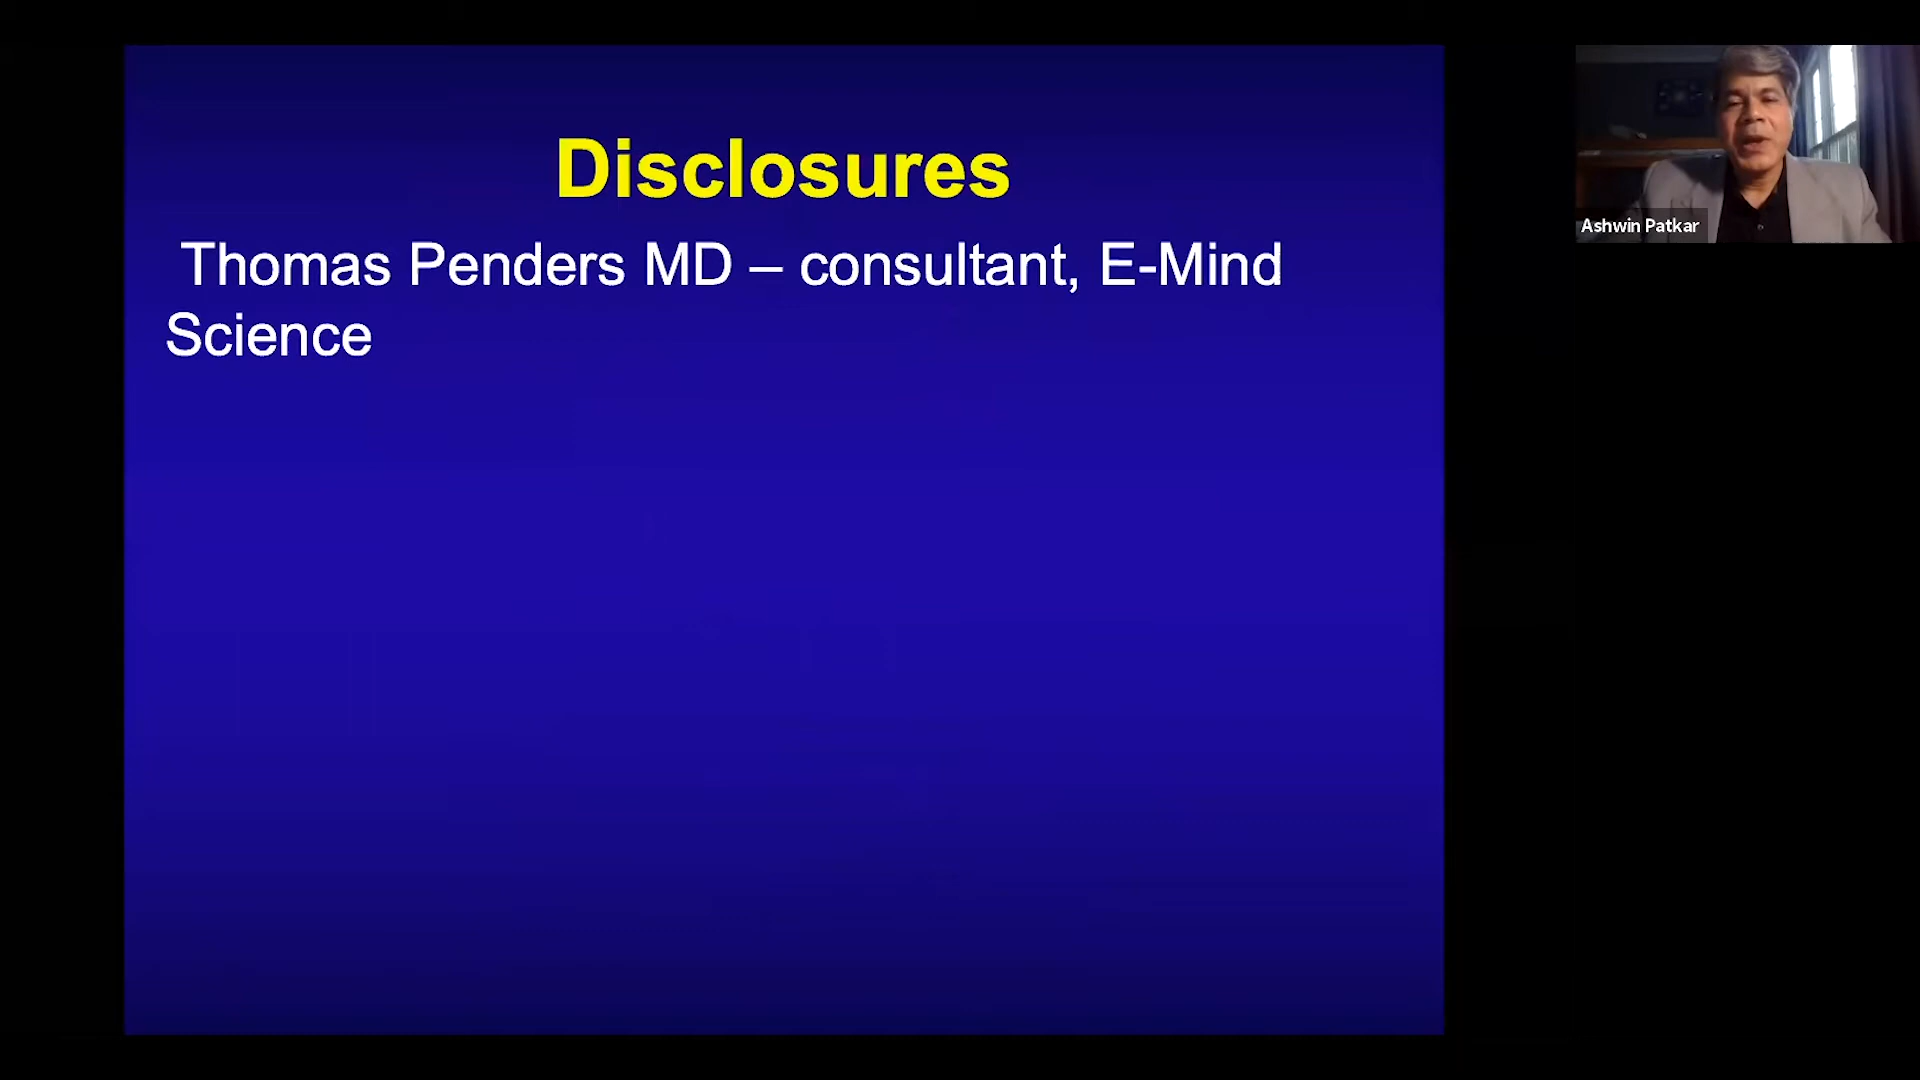 Disclosures
Thomas Penders MD – consultant, E-Mind
Science
Ashwin Patkar